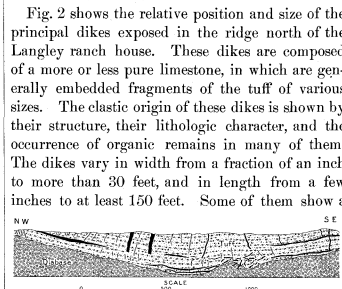 Fig. 2 shows the relative position and size of the
principal dikes exposed in the ridge north of the
Langley ranch house. These dikes are composed
of a more or less pure limestone, in which are gen-
erally embedded fragments of the tuff of various
sizes. The clastic origin of these dikes is shown by
their structure, their lithologic character, and the
occurrence of organic remains in many of them
The dikes vary in width from a fraction of an inch
to more than 30 feet, and in length from a few
inches to at least 150 feet. Some of them show a
NW SE
SCALE